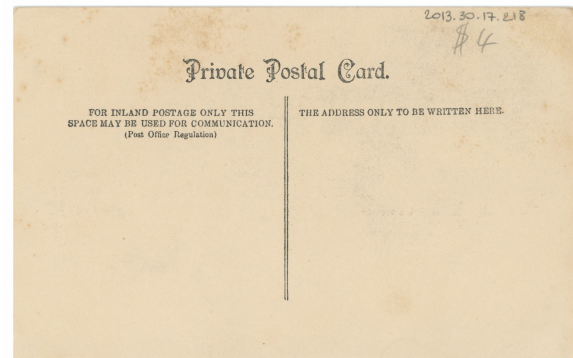 2013.30.17.218
$4
Private Postal Card.
FOR INLAND POSTAGE ONLY THIS
SPACE MAY BE USED FOR COMMUNICATION.
(Post Office Regulation)
THE ADDRESS ONLY TO BE WRITTEN HERE.